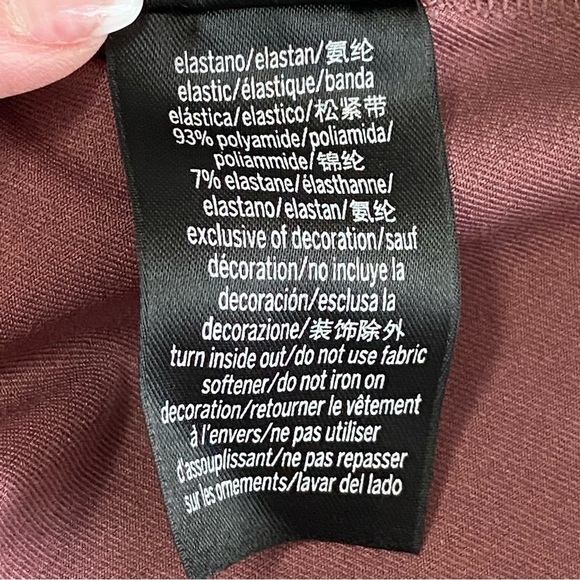 elastano/elastan/氨纶
elastic/élastique/banda
elástica/elastico/松紧带
93% polyamide/poliamida/
poliammide/锦纶
7% elastane/élasthanne/
elastano/elastan/氨纶
exclusive of decoration/sauf
décoration/no incluye la
decoración/esclusa la
decorazione/装饰除外
turn inside out/do not use fabric
softener/do not iron on
decoration/retourner le vêtement
à l'envers/ne pas utiliser
d'assouplissant/ne pas repasser
sur les ornements/lavar del lado